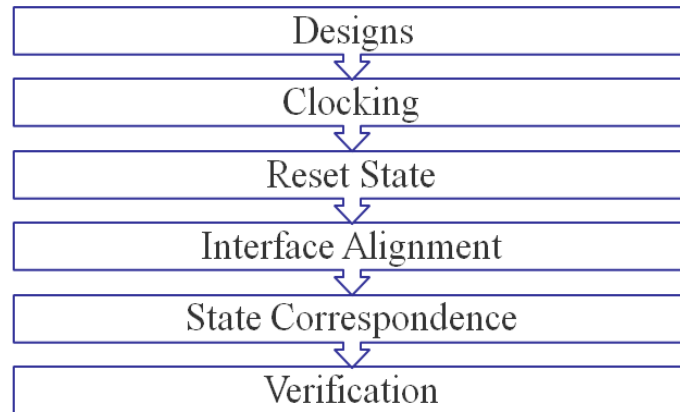 Designs
Clocking
Reset State
Interface Alignment
State Correspondence
Verification